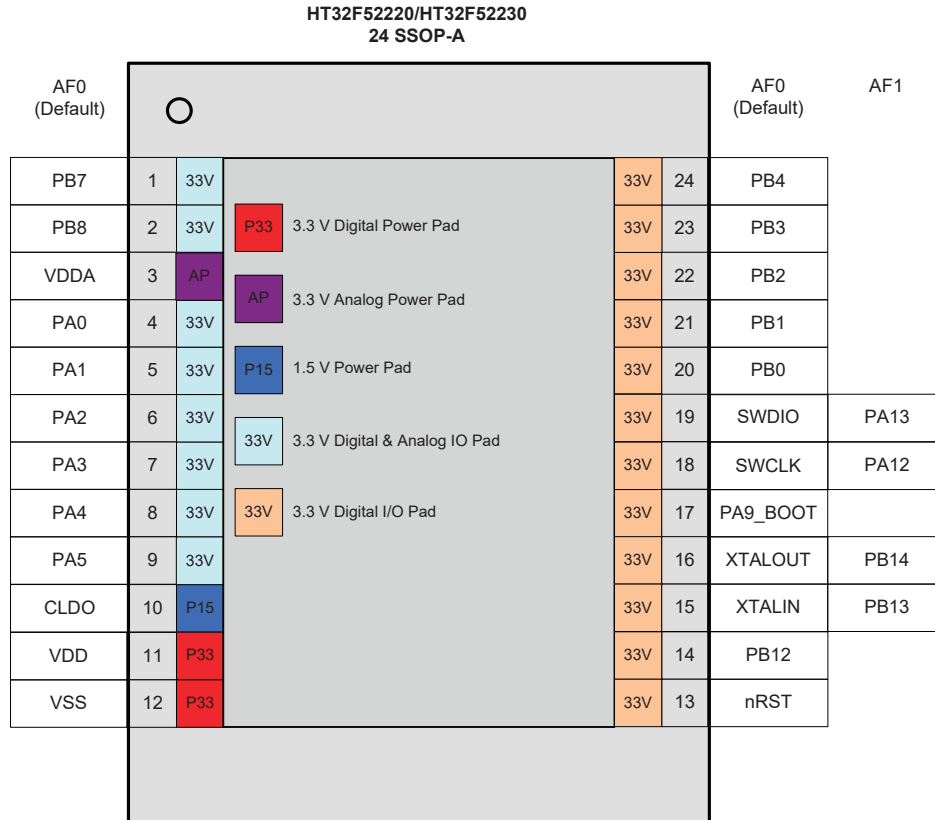 HT32F52220/HT32F52230
24 SSOP-A
AF0
(Default)
AF0
(Default)
AF1
PB7 1 33V 33V 24 PB4
PB8 2 33V P33 3.3 V Digital Power Pad 33V 23 PB3
VDDA 3 AP AP 3.3 V Analog Power Pad 33V 22 PB2
PA0 4 33V 33V 21 PB1
PA1 5 33V P15 1.5 V Power Pad 33V 20 PB0
PA2 6 33V 33V 3.3 V Digital & Analog IO Pad 33V 19 SWDIO PA13
PA3 7 33V 33V 18 SWCLK PA12
PA4 8 33V 33V 3.3 V Digital I/O Pad 33V 17 PA9_BOOT
PA5 9 33V 33V 16 XTALOUT PB14
CLDO 10 P15 33V 15 XTALIN PB13
VDD 11 P33 33V 14 PB12
VSS 12 P33 33V 13 nRST